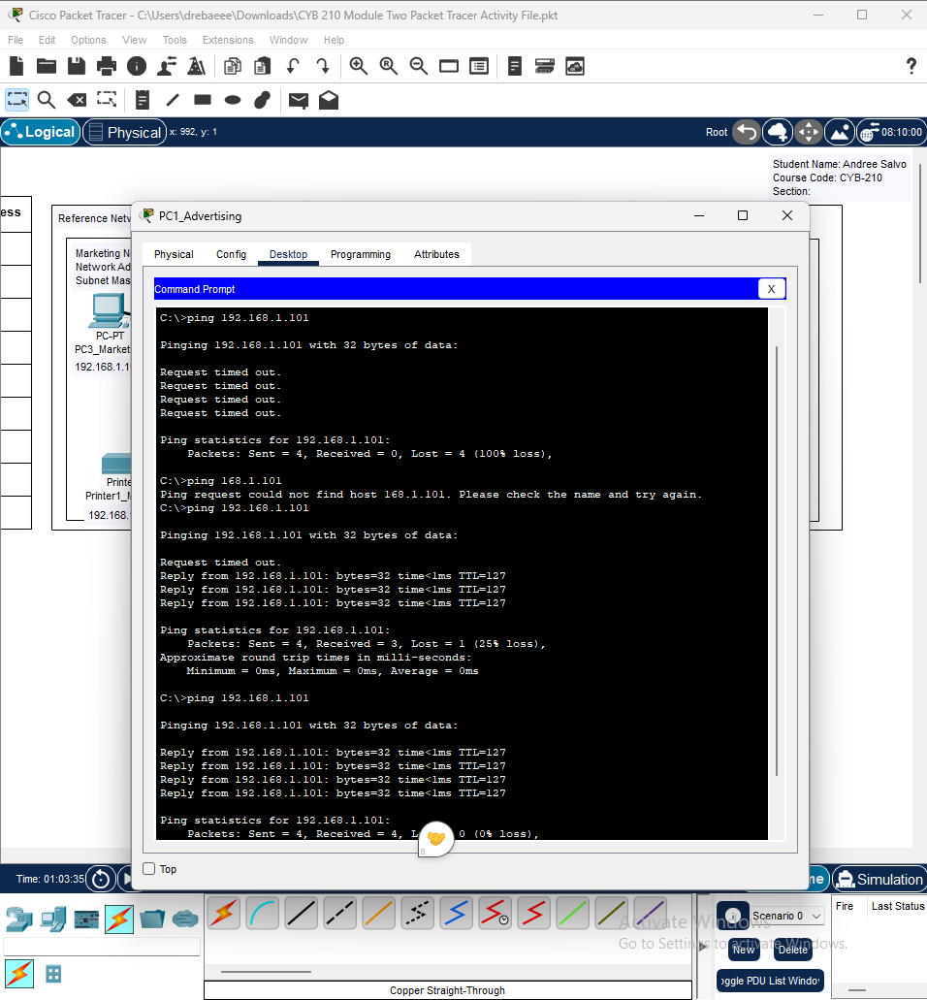 Cisco Packet Tracer - C:\Users\drebaeee\Downloads\CYB 210 Module Two Packet Tracer Activity File.pkt
File Edit Options View Tools Extensions Window Help
?
Logical Physical x: 992, y: 1 Root 08:10:00
Student Name: Andree Salvo
Course Code: CYB-210
Section:
ess
Reference Netw
Marketing N
Network Ad
Subnet Mas
PC-PT
PC3_Market
192.168.1.1
Printe
Printer1_M
192.168.
PC1_Advertising
Physical Config Desktop Programming Attributes
Command Prompt X
C:\>ping 192.168.1.101
Pinging 192.168.1.101 with 32 bytes of data:
Request timed out.
Request timed out.
Request timed out.
Request timed out.
Ping statistics for 192.168.1.101:
Packets: Sent = 4, Received = 0, Lost = 4 (100% loss),
C:\>ping 168.1.101
Ping request could not find host 168.1.101. Please check the name and try again.
C:\>ping 192.168.1.101
Pinging 192.168.1.101 with 32 bytes of data:
Request timed out.
Reply from 192.168.1.101: bytes=32 time<1ms TTL=127
Reply from 192.168.1.101: bytes=32 time<1ms TTL=127
Reply from 192.168.1.101: bytes=32 time<1ms TTL=127
Ping statistics for 192.168.1.101:
Packets: Sent = 4, Received = 3, Lost = 1 (25% loss),
Approximate round trip times in milli-seconds:
Minimum = 0ms, Maximum = 0ms, Average = 0ms
C:\>ping 192.168.1.101
Pinging 192.168.1.101 with 32 bytes of data:
Reply from 192.168.1.101: bytes=32 time<1ms TTL=127
Reply from 192.168.1.101: bytes=32 time<1ms TTL=127
Reply from 192.168.1.101: bytes=32 time<1ms TTL=127
Reply from 192.168.1.101: bytes=32 time<1ms TTL=127
Ping statistics for 192.168.1.101:
Packets: Sent = 4, Received = 4, L 0 (0% loss),
Top
Time: 01:03:35 me Simulation
Scenario 0 Fire Last Status
New Delete
oggle PDU List Window
Activate Windows
Go to Settings to activate Windows.
Copper Straight-Through